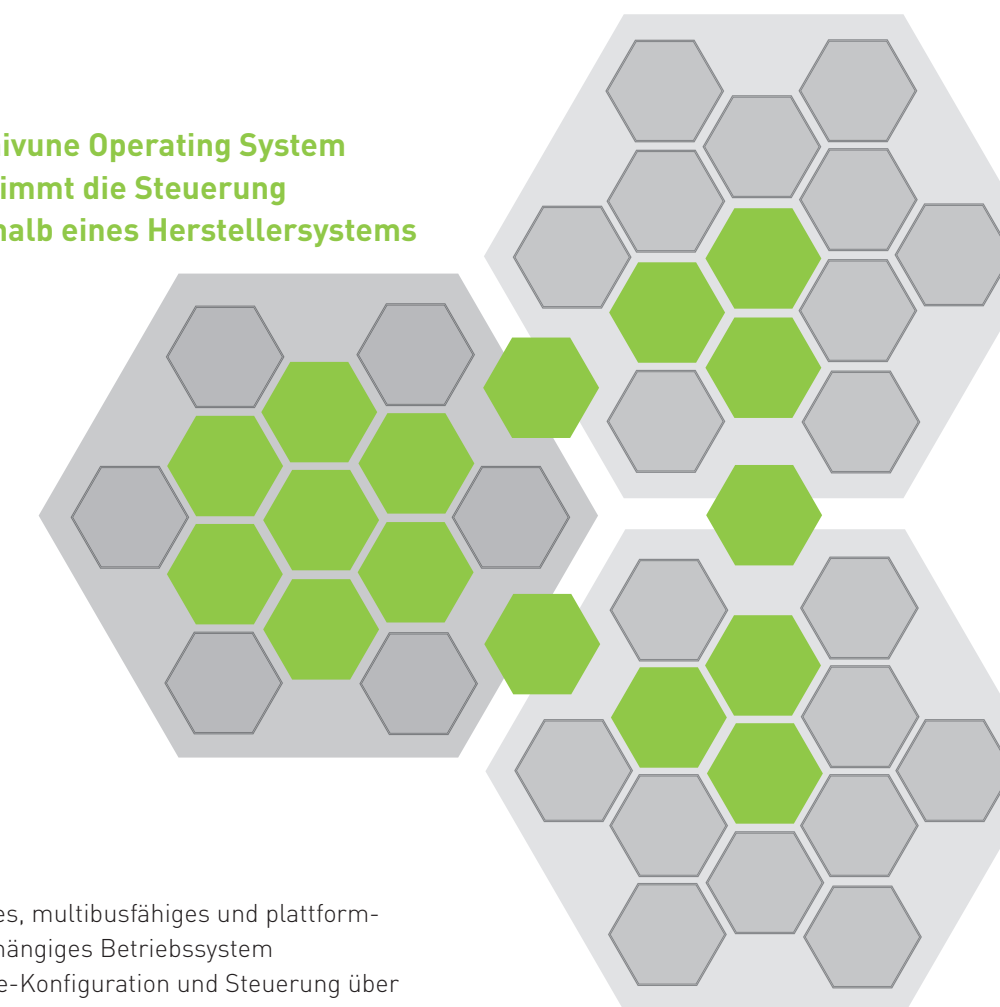 ivune Operating System
immt die Steuerung
halb eines Herstellersystems
es, multibusfähiges und plattform-
hängiges Betriebssystem
e-Konfiguration und Steuerung über